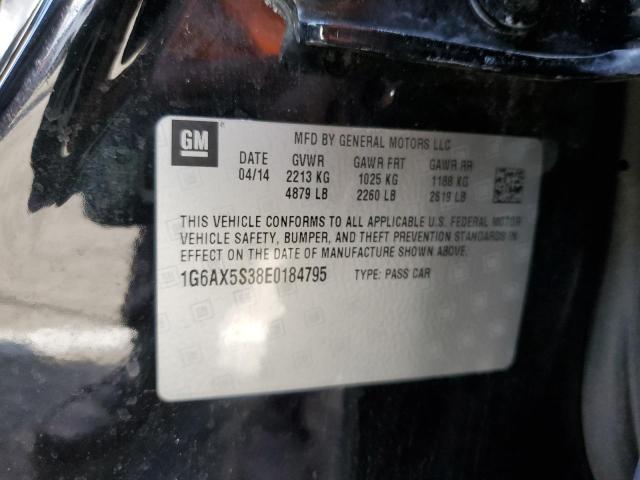 GM
MFD BY GENERAL MOTORS LLC
DATE GVWR GAWR FRT GAWR RR
04/14 2213 KG 1025 KG 1188 KG
4879 LB 2260 LB 2619 LB
THIS VEHICLE CONFORMS TO ALL APPLICABLE U.S. FEDERAL MOTOR
VEHICLE SAFETY, BUMPER, AND THEFT PREVENTION STANDARDS IN
EFFECT ON THE DATE OF MANUFACTURE SHOWN ABOVE.
1G6AX5S38E0184795 TYPE: PASS CAR